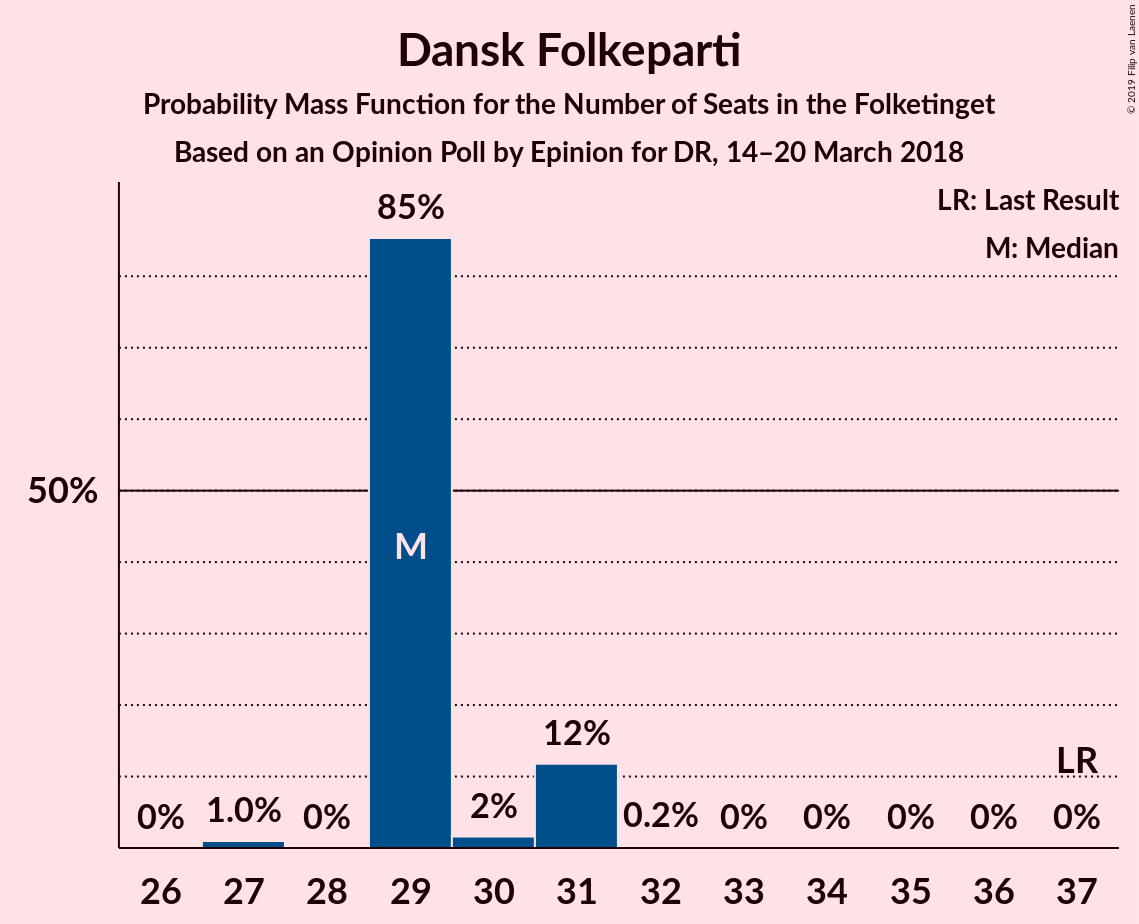 Dansk Folkeparti
Probability Mass Function for the Number of Seats in the Folketinget
Based on an Opinion Poll by Epinion for DR, 14–20 March 2018
© 2019 Filip van Laenen
LR: Last Result
M: Median
85%
50%
M
12%
LR
0% 1.0% 0% 2% 0.2% 0% 0% 0% 0% 0%
26 27 28 29 30 31 32 33 34 35 36 37